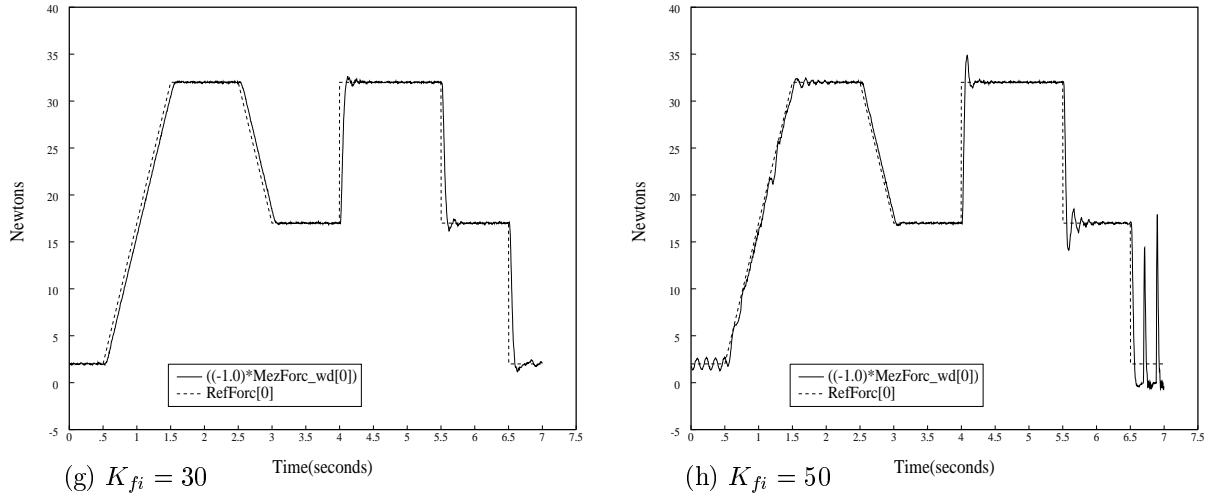 40
35
30
25
20
15
10
5
0
-5
Newtons
((-1.0)*MezForc_wd[0])
RefForc[0]
0 .5 1 1.5 2 2.5 3 3.5 4 4.5 5 5.5 6 6.5 7 7.5
Time(seconds)
(g) K_{fi} = 30
40
35
30
25
20
15
10
5
0
-5
Newtons
((-1.0)*MezForc_wd[0])
RefForc[0]
0 .5 1 1.5 2 2.5 3 3.5 4 4.5 5 5.5 6 6.5 7 7.5
Time(seconds)
(h) K_{fi} = 50